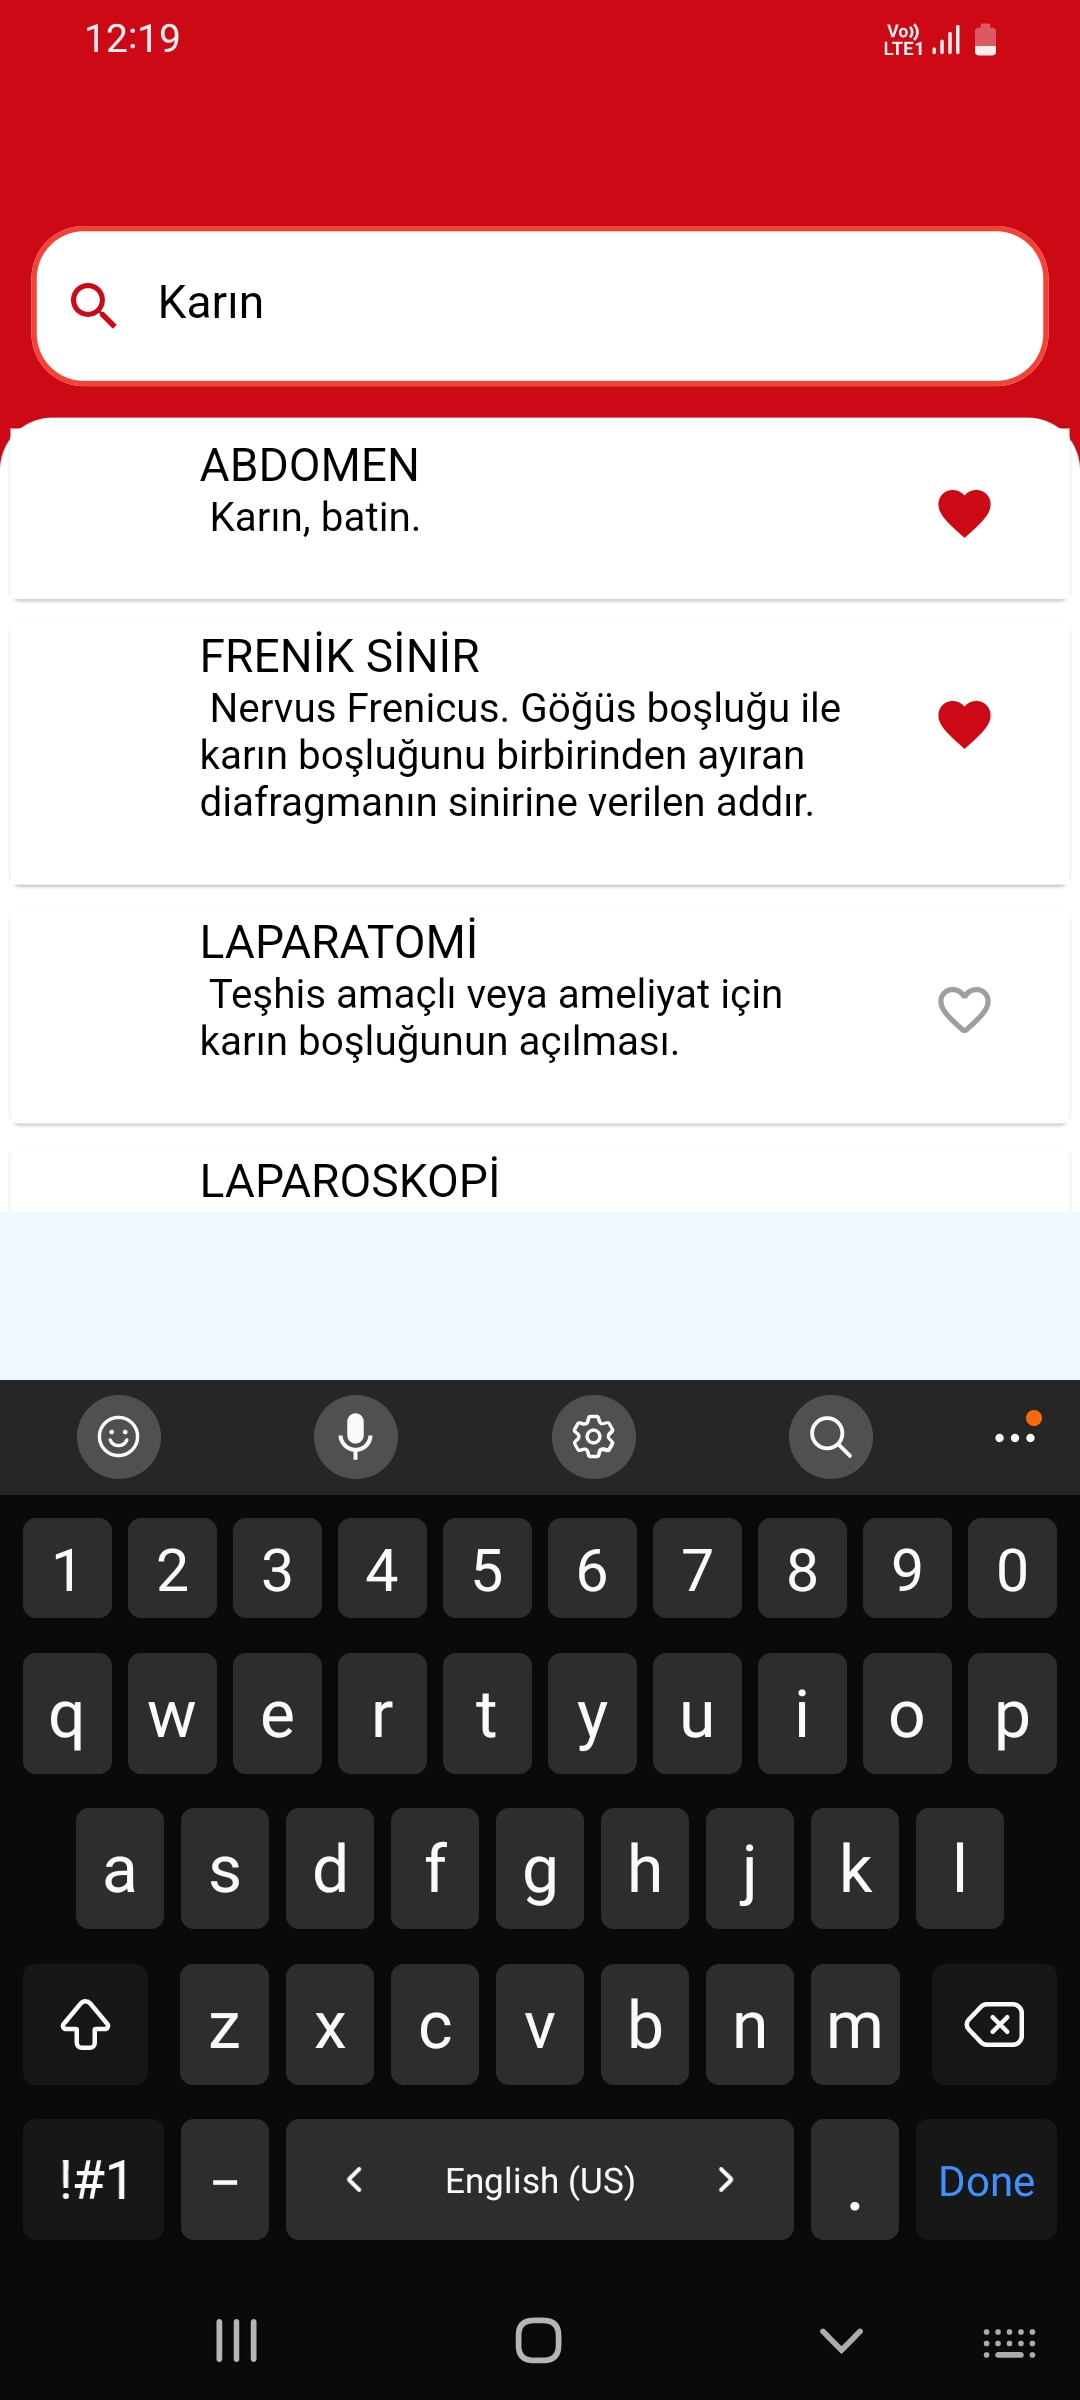 12:19
Vo)) LTE1
Karın
ABDOMEN
Karın, batin.
FRENİK SİNİR
Nervus Frenicus. Göğüs boşluğu ile
karın boşluğunu birbirinden ayıran
diafragmanın sinirine verilen addır.
LAPARATOMİ
Teşhis amaçlı veya ameliyat için
karın boşluğunun açılması.
LAPAROSKOPİ
1 2 3 4 5 6 7 8 9 0
q w e r t y u i o p
a s d f g h j k l
z x c v b n m
!#1 – < English (US) > . Done